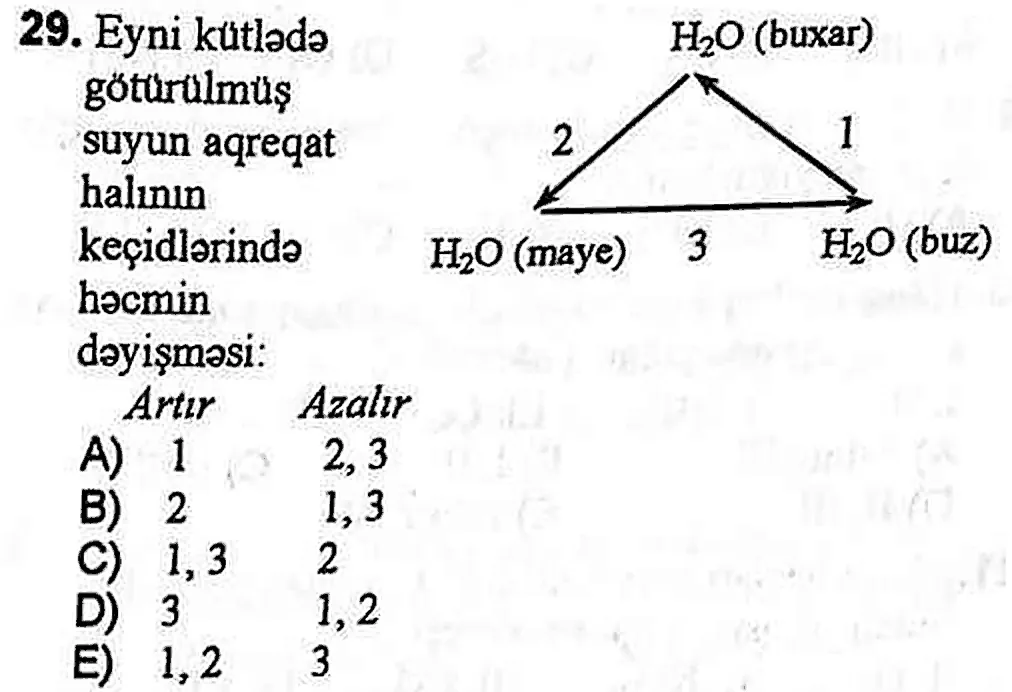 29. Eyni kütlədə
götürülmüş
suyun aqreqat
halının
keçidlərində
həcmin
dəyişməsi:
H₂O (buxar)
2
1
H₂O (maye)
3
H₂O (buz)
Artır Azalır
A) 1 2, 3
B) 2 1, 3
C) 1, 3 2
D) 3 1, 2
E) 1, 2 3